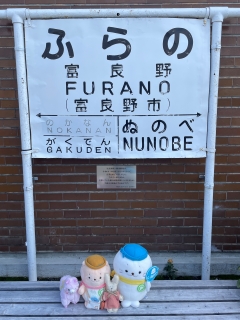 ふらの
富良野
FURANO
(富良野市)
のかなん
NOKANAN
がくでん
GAKUDEN
ぬのべ
NUNOBE